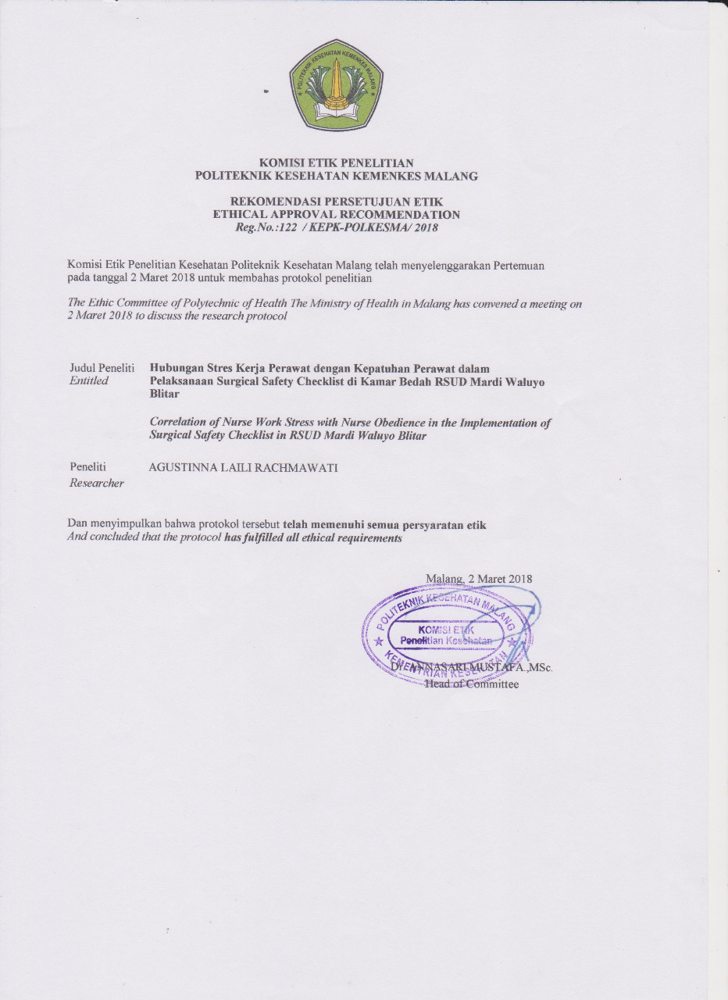 POLITEKNIK KESEHATAN KEMENKES MALANG
KOMISI ETIK PENELITIAN
POLITEKNIK KESEHATAN KEMENKES MALANG
REKOMENDASI PERSETUJUAN ETIK
ETHICAL APPROVAL RECOMMENDATION
Reg.No.:122 / KEPK-POLKESMA/ 2018
Komisi Etik Penelitian Kesehatan Politeknik Kesehatan Malang telah menyelenggarakan Pertemuan
pada tanggal 2 Maret 2018 untuk membahas protokol penelitian
The Ethic Committee of Polytechnic of Health The Ministry of Health in Malang has convened a meeting on
2 Maret 2018 to discuss the research protocol
Judul Peneliti Hubungan Stres Kerja Perawat dengan Kepatuhan Perawat dalam
Entitled Pelaksanaan Surgical Safety Checklist di Kamar Bedah RSUD Mardi Waluyo
Blitar
Correlation of Nurse Work Stress with Nurse Obedience in the Implementation of
Surgical Safety Checklist in RSUD Mardi Waluyo Blitar
Peneliti AGUSTINNA LAILI RACHMAWATI
Researcher
Dan menyimpulkan bahwa protokol tersebut telah memenuhi semua persyaratan etik
And concluded that the protocol has fulfilled all ethical requirements
Malang, 2 Maret 2018
POLITEKNIK KESEHATAN MALANG
KOMISI ETIK
Penelitian Kesehatan
KEMENTRIAN KESEHATAN
Dr. ANNASARI MUSTAFA.,MSc.
Head of Committee